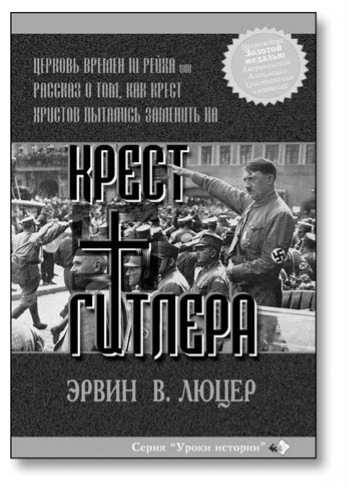 ЦЕРКОВЬ ВРЕМЕН III РЕЙХА или
РАССКАЗ О ТОМ, КАК КРЕСТ
ХРИСТОВ ПЫТАЛИСЬ ЗАМЕНИТЬ НА
Золотой
медалью
КРЕСТ
ГИТЛЕРА
ЭРВИН В. ЛЮЦЕР
Серия "Уроки истории"